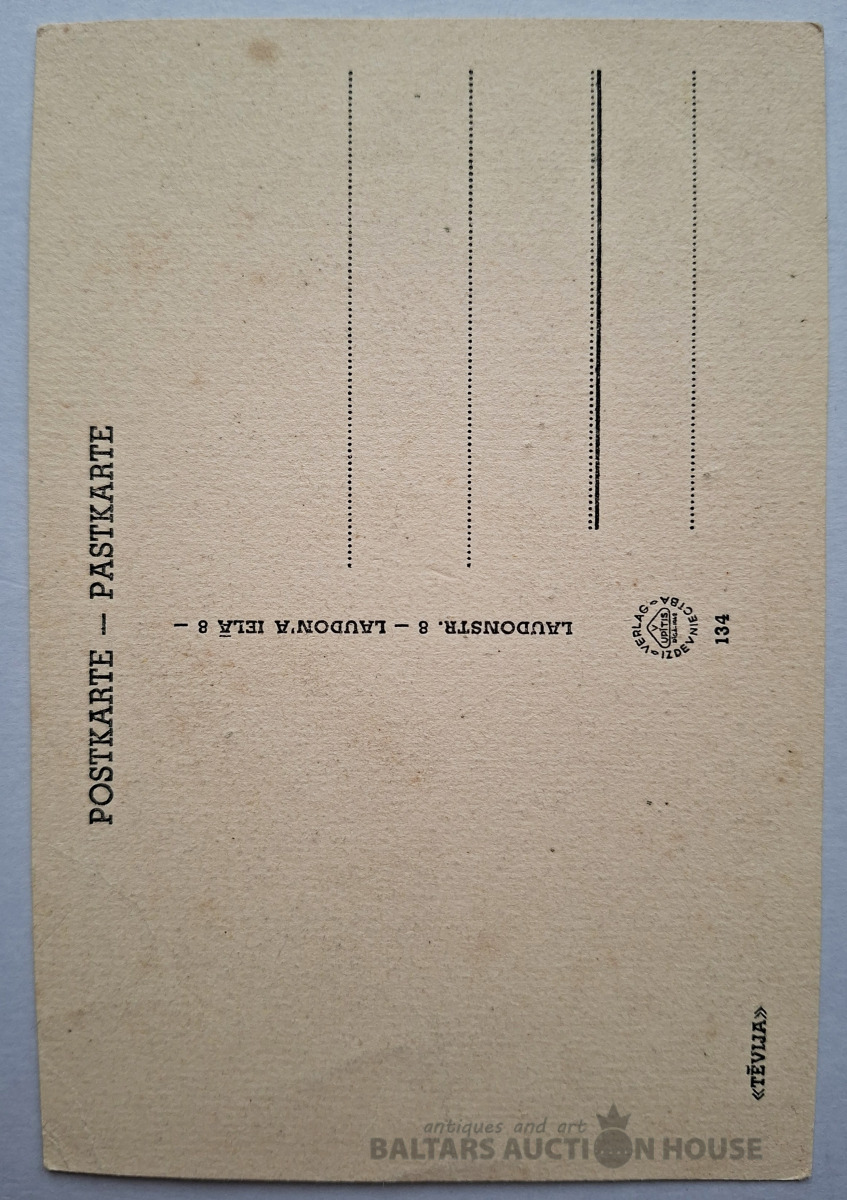 POSTKARTE — PASTKARTE
LAUDONSTR. 8 — LAUDON'A IELĀ 8 —
VERLAG
IZDEVNIECĪBA
V
UPĪTIS
134
«TĒVIJA»
antiques and art
BALTARS AUCTION HOUSE